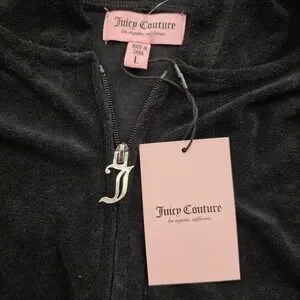 Juicy Couture
los angeles, california
MADE IN
CHINA
L
J
Juicy Couture
los angeles, california